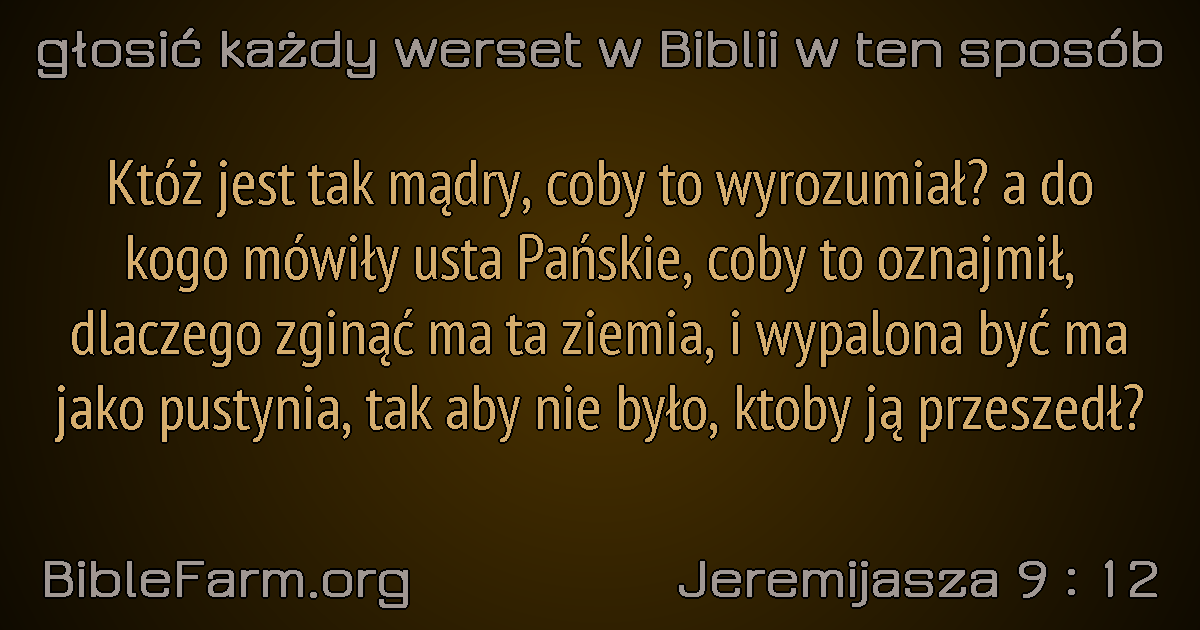 głosić każdy werset w Biblii w ten sposób
Któż jest tak mądry, coby to wyrozumiał? a do
kogo mówiły usta Pańskie, coby to oznajmił,
dlaczego zginąć ma ta ziemia, i wypalona być ma
jako pustynia, tak aby nie było, ktoby ją przeszedł?
BibleFarm.org
Jeremijasza 9 : 12